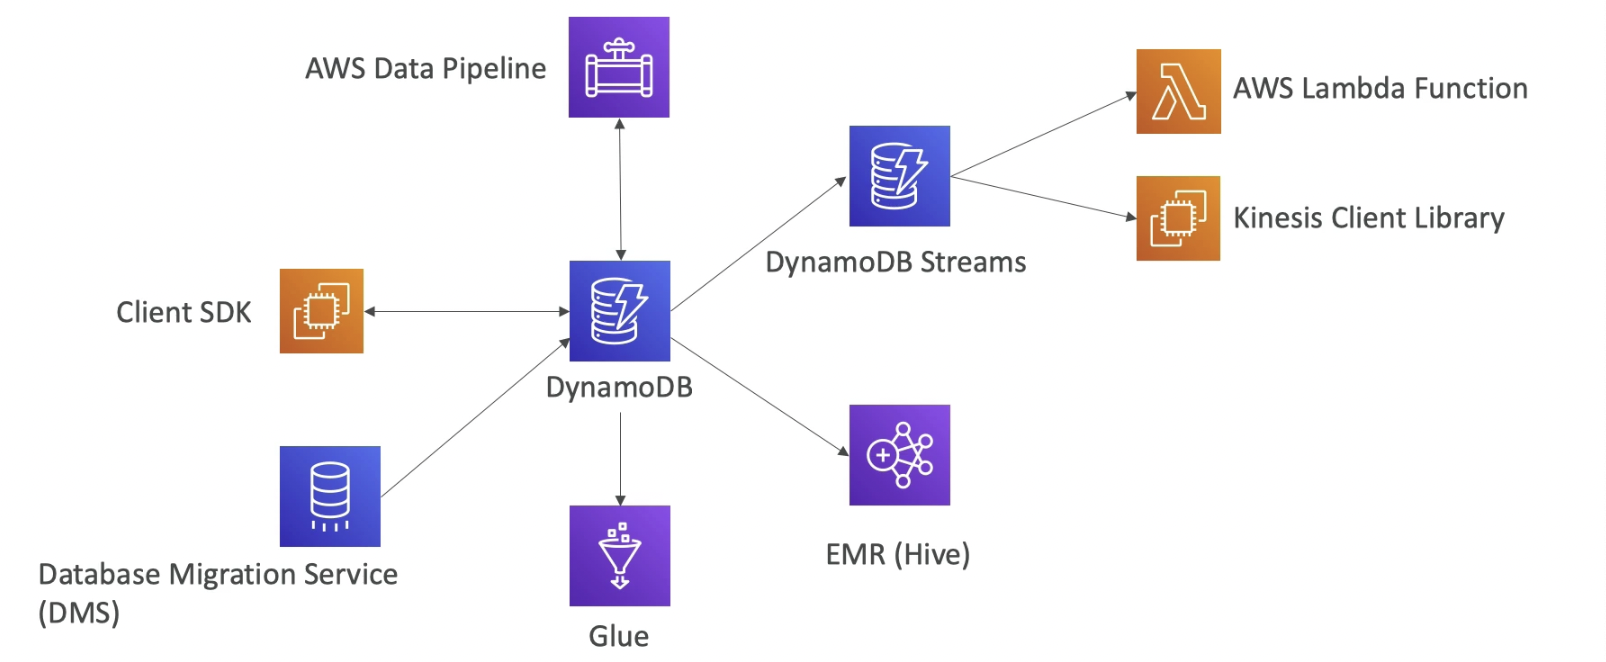 AWS Data Pipeline
AWS Lambda Function
Kinesis Client Library
DynamoDB Streams
Client SDK
DynamoDB
EMR (Hive)
Database Migration Service
(DMS)
Glue